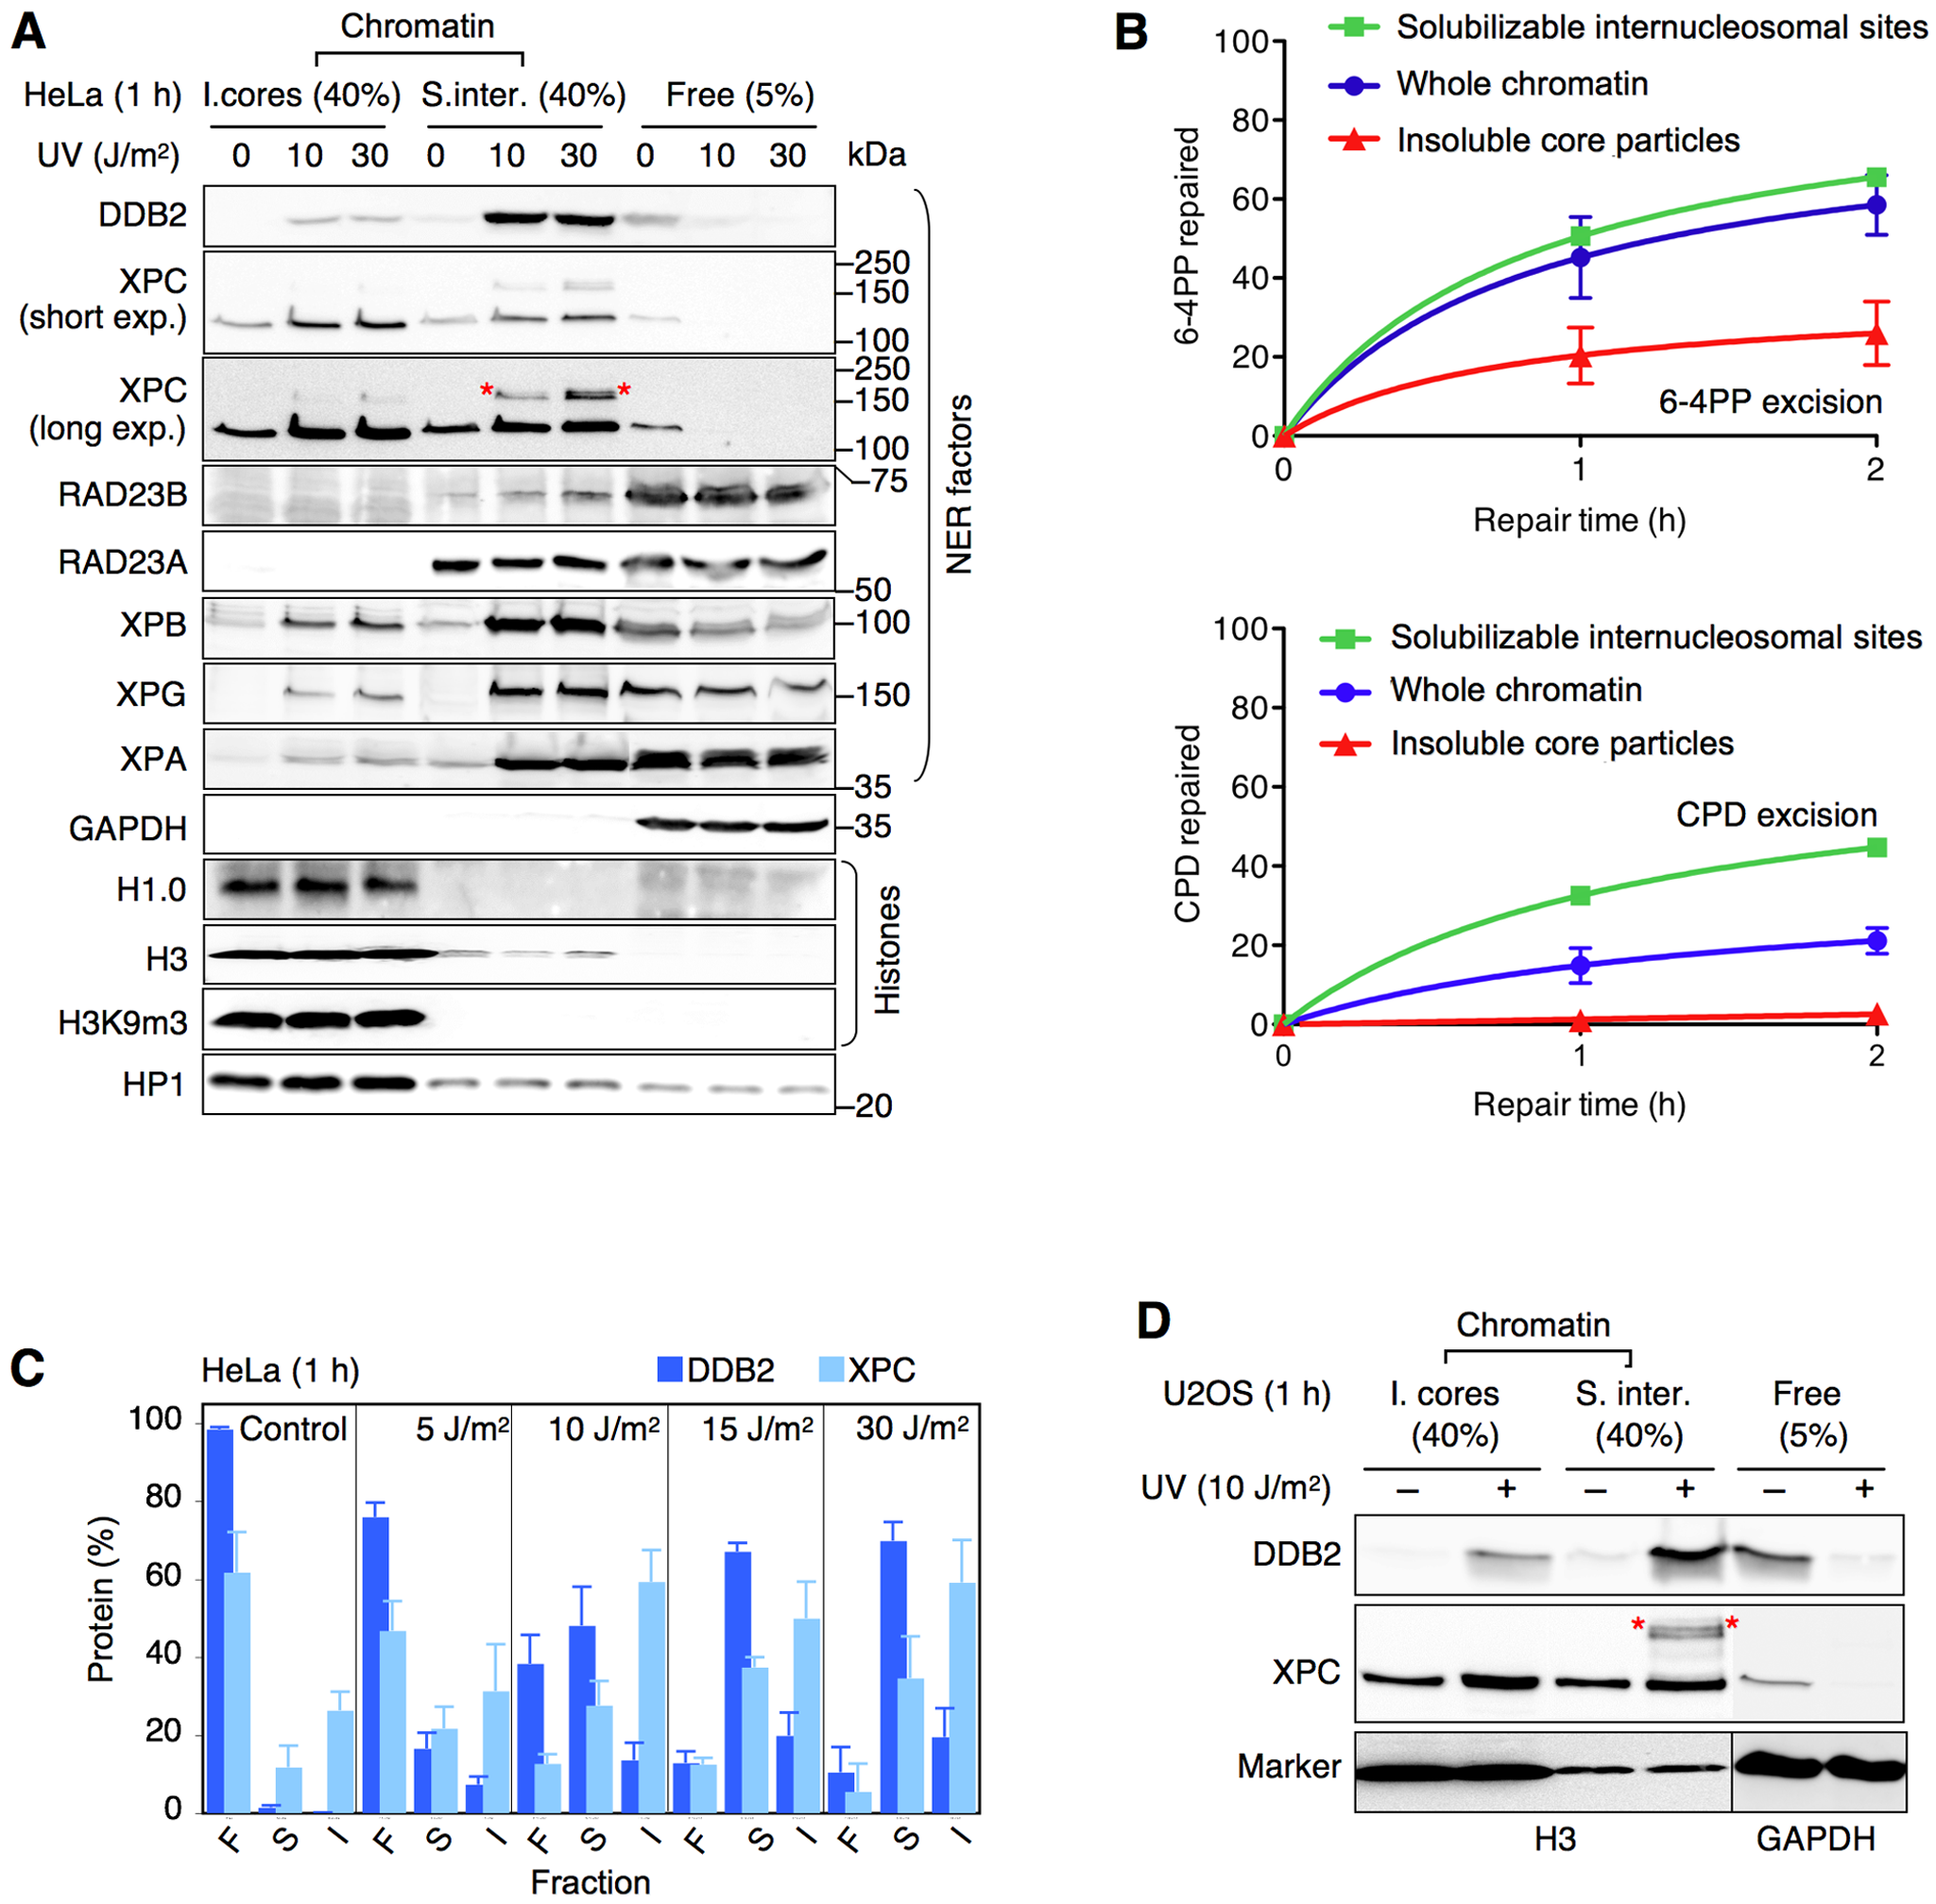 A
Chromatin
HeLa (1 h) I.cores (40%) S.inter. (40%) Free (5%)
UV (J/m²) 0 10 30 0 10 30 0 10 30 kDa
DDB2
XPC
(short exp.)
–250
–150
–100
XPC
(long exp.)
–250
* * –150
–100
RAD23B –75
RAD23A
–50
XPB –100
XPG –150
XPA
–35
GAPDH –35
H1.0
H3
H3K9m3
HP1
–20
NER factors
Histones
B
Solubilizable internucleosomal sites
Whole chromatin
Insoluble core particles
6-4PP repaired
100
80
60
40
20
0
6-4PP excision
0 1 2
Repair time (h)
Solubilizable internucleosomal sites
Whole chromatin
Insoluble core particles
CPD repaired
100
80
60
40
20
0
CPD excision
0 1 2
Repair time (h)
C
HeLa (1 h) DDB2 XPC
Control 5 J/m² 10 J/m² 15 J/m² 30 J/m²
Protein (%)
100
80
60
40
20
0
F S I F S I F S I F S I F S I
Fraction
D
Chromatin
U2OS (1 h) I. cores S. inter. Free
(40%) (40%) (5%)
UV (10 J/m²) – + – + – +
DDB2
* *
XPC
Marker
H3 GAPDH